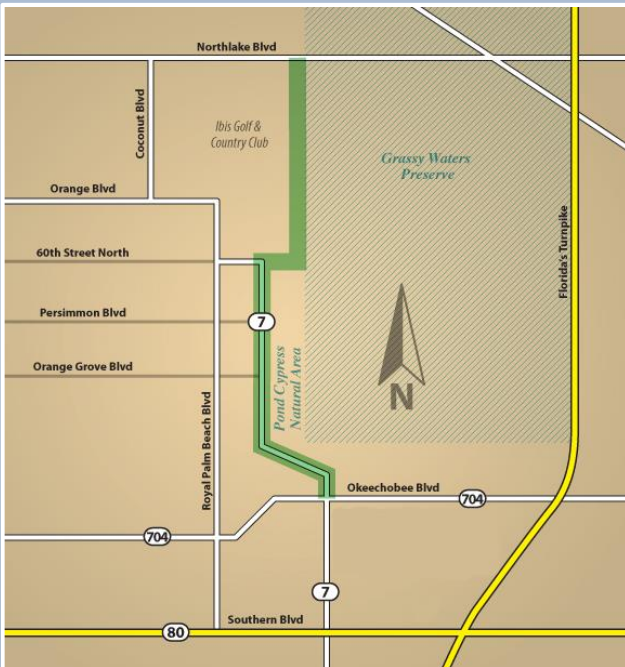 Northlake Blvd
Coconut Blvd
Ibis Golf &
Country Club
Grassy Waters
Preserve
Orange Blvd
Florida's Turnpike
60th Street North
Persimmon Blvd
7
Pond Cypress
Natural Area
Orange Grove Blvd
N
Royal Palm Beach Blvd
Okeechobee Blvd
704
704
7
Southern Blvd
80